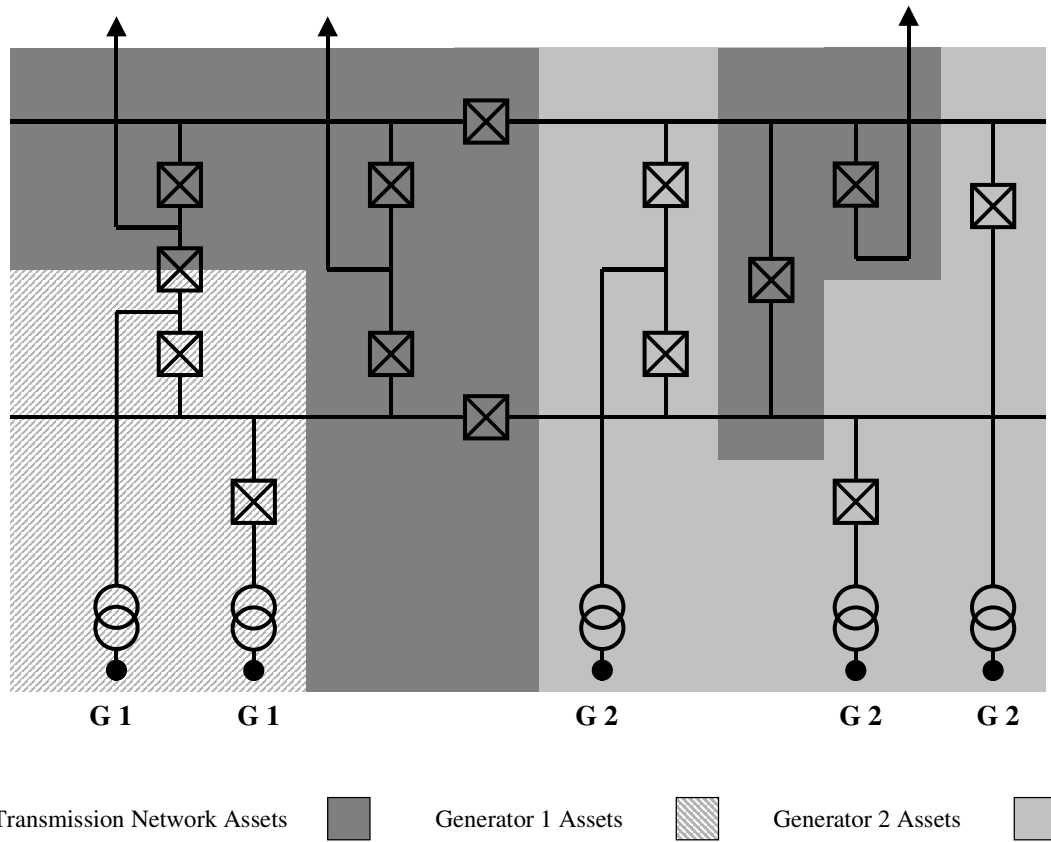 G 1 G 1 G 2 G 2 G 2
Transmission Network Assets Generator 1 Assets Generator 2 Assets